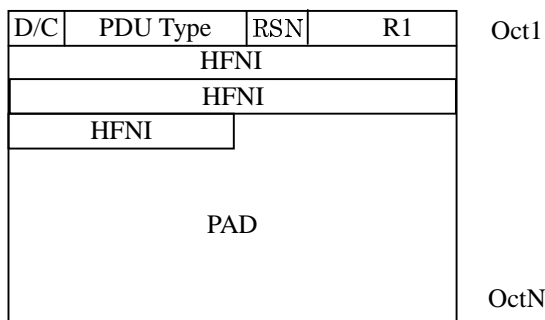 D/C PDU Type RSN R1 Oct1
HFNI
HFNI
HFNI
PAD
OctN